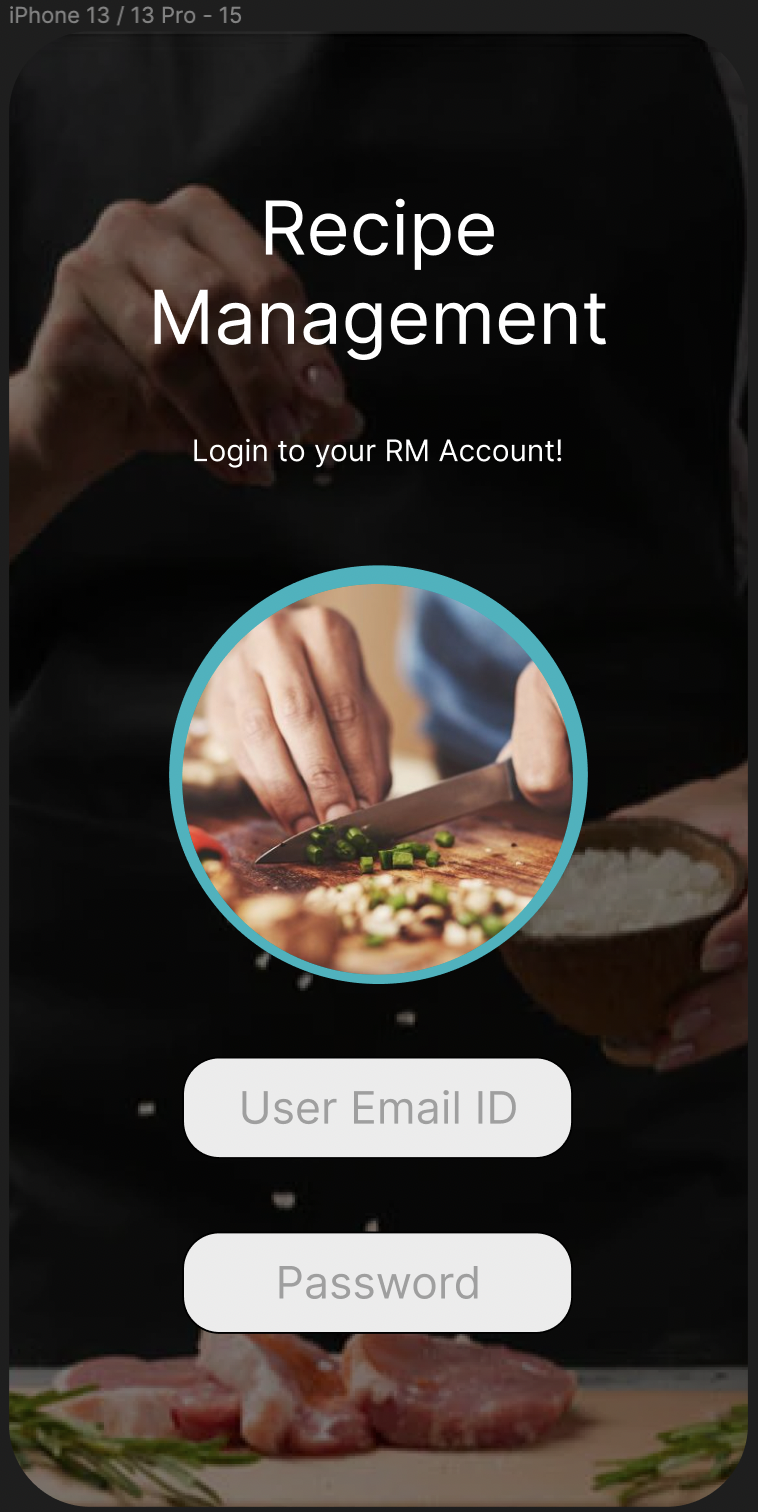 iPhone 13 / 13 Pro - 15
Recipe
Management
Login to your RM Account!
User Email ID
Password